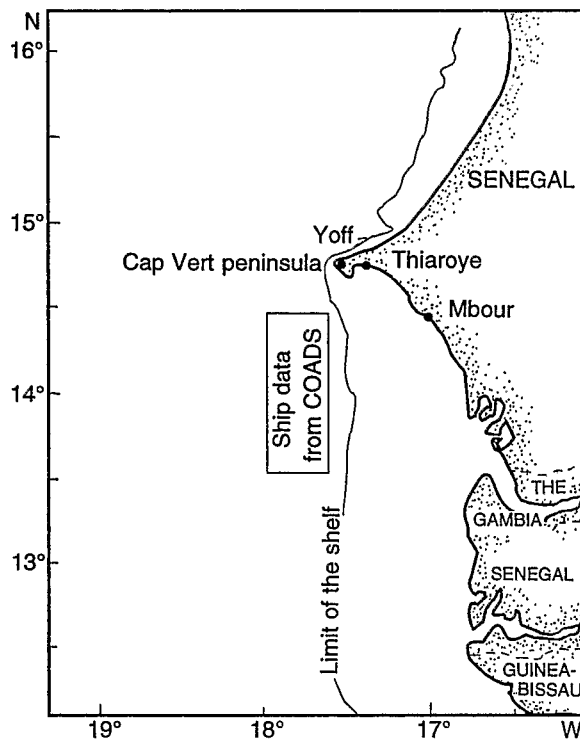 N
16°
SENEGAL
15°
Yoff
Cap Vert peninsula
Thiaroye
Mbour
Ship data
from COADS
14°
THE
GAMBIA
Limit of the shelf
13°
SENEGAL
GUINEA-
BISSAU
19°
18°
17°
W